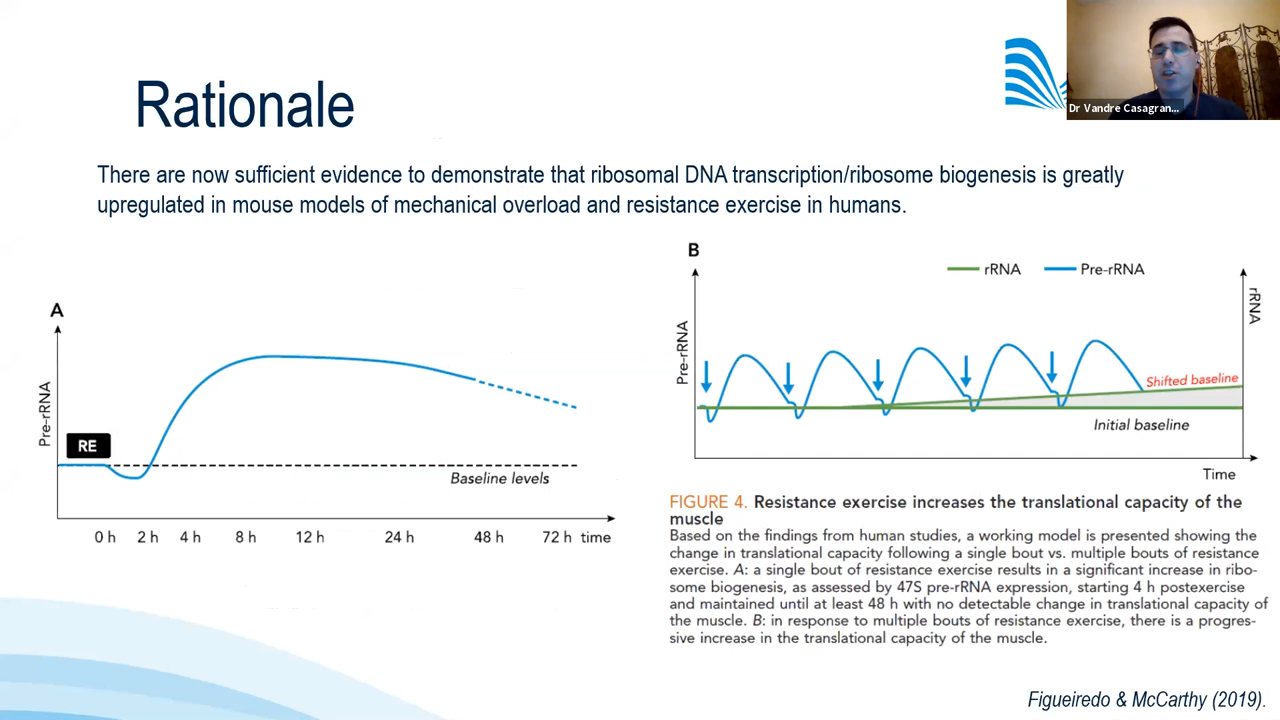 Rationale
Dr Vandre Casagran...
There are now sufficient evidence to demonstrate that ribosomal DNA transcription/ribosome biogenesis is greatly
upregulated in mouse models of mechanical overload and resistance exercise in humans.
A
Pre-rRNA
RE
Baseline levels
0 h 2 h 4 h 8 h 12 h 24 h 48 h 72 h time
B
rRNA Pre-rRNA
Pre-rRNA
rRNA
Shifted baseline
Initial baseline
Time
FIGURE 4. Resistance exercise increases the translational capacity of the
muscle
Based on the findings from human studies, a working model is presented showing the
change in translational capacity following a single bout vs. multiple bouts of resistance
exercise. A: a single bout of resistance exercise results in a significant increase in ribo-
some biogenesis, as assessed by 47S pre-rRNA expression, starting 4 h postexercise
and maintained until at least 48 h with no detectable change in translational capacity of
the muscle. B: in response to multiple bouts of resistance exercise, there is a progres-
sive increase in the translational capacity of the muscle.
Figueiredo & McCarthy (2019).